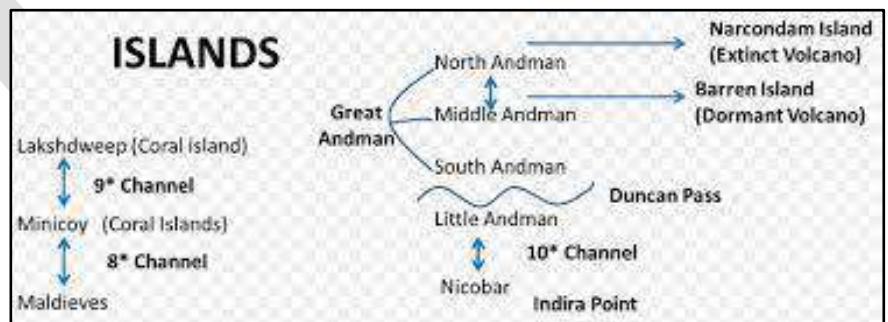 ISLANDS
Lakshdweep (Coral island)
9* Channel
Minicoy (Coral Islands)
8* Channel
Maldieves
Great
Andman
North Andman
Middle Andman
South Andman
Narcondam Island
(Extinct Volcano)
Barren Island
(Dormant Volcano)
Duncan Pass
Little Andman
10* Channel
Nicobar
Indira Point